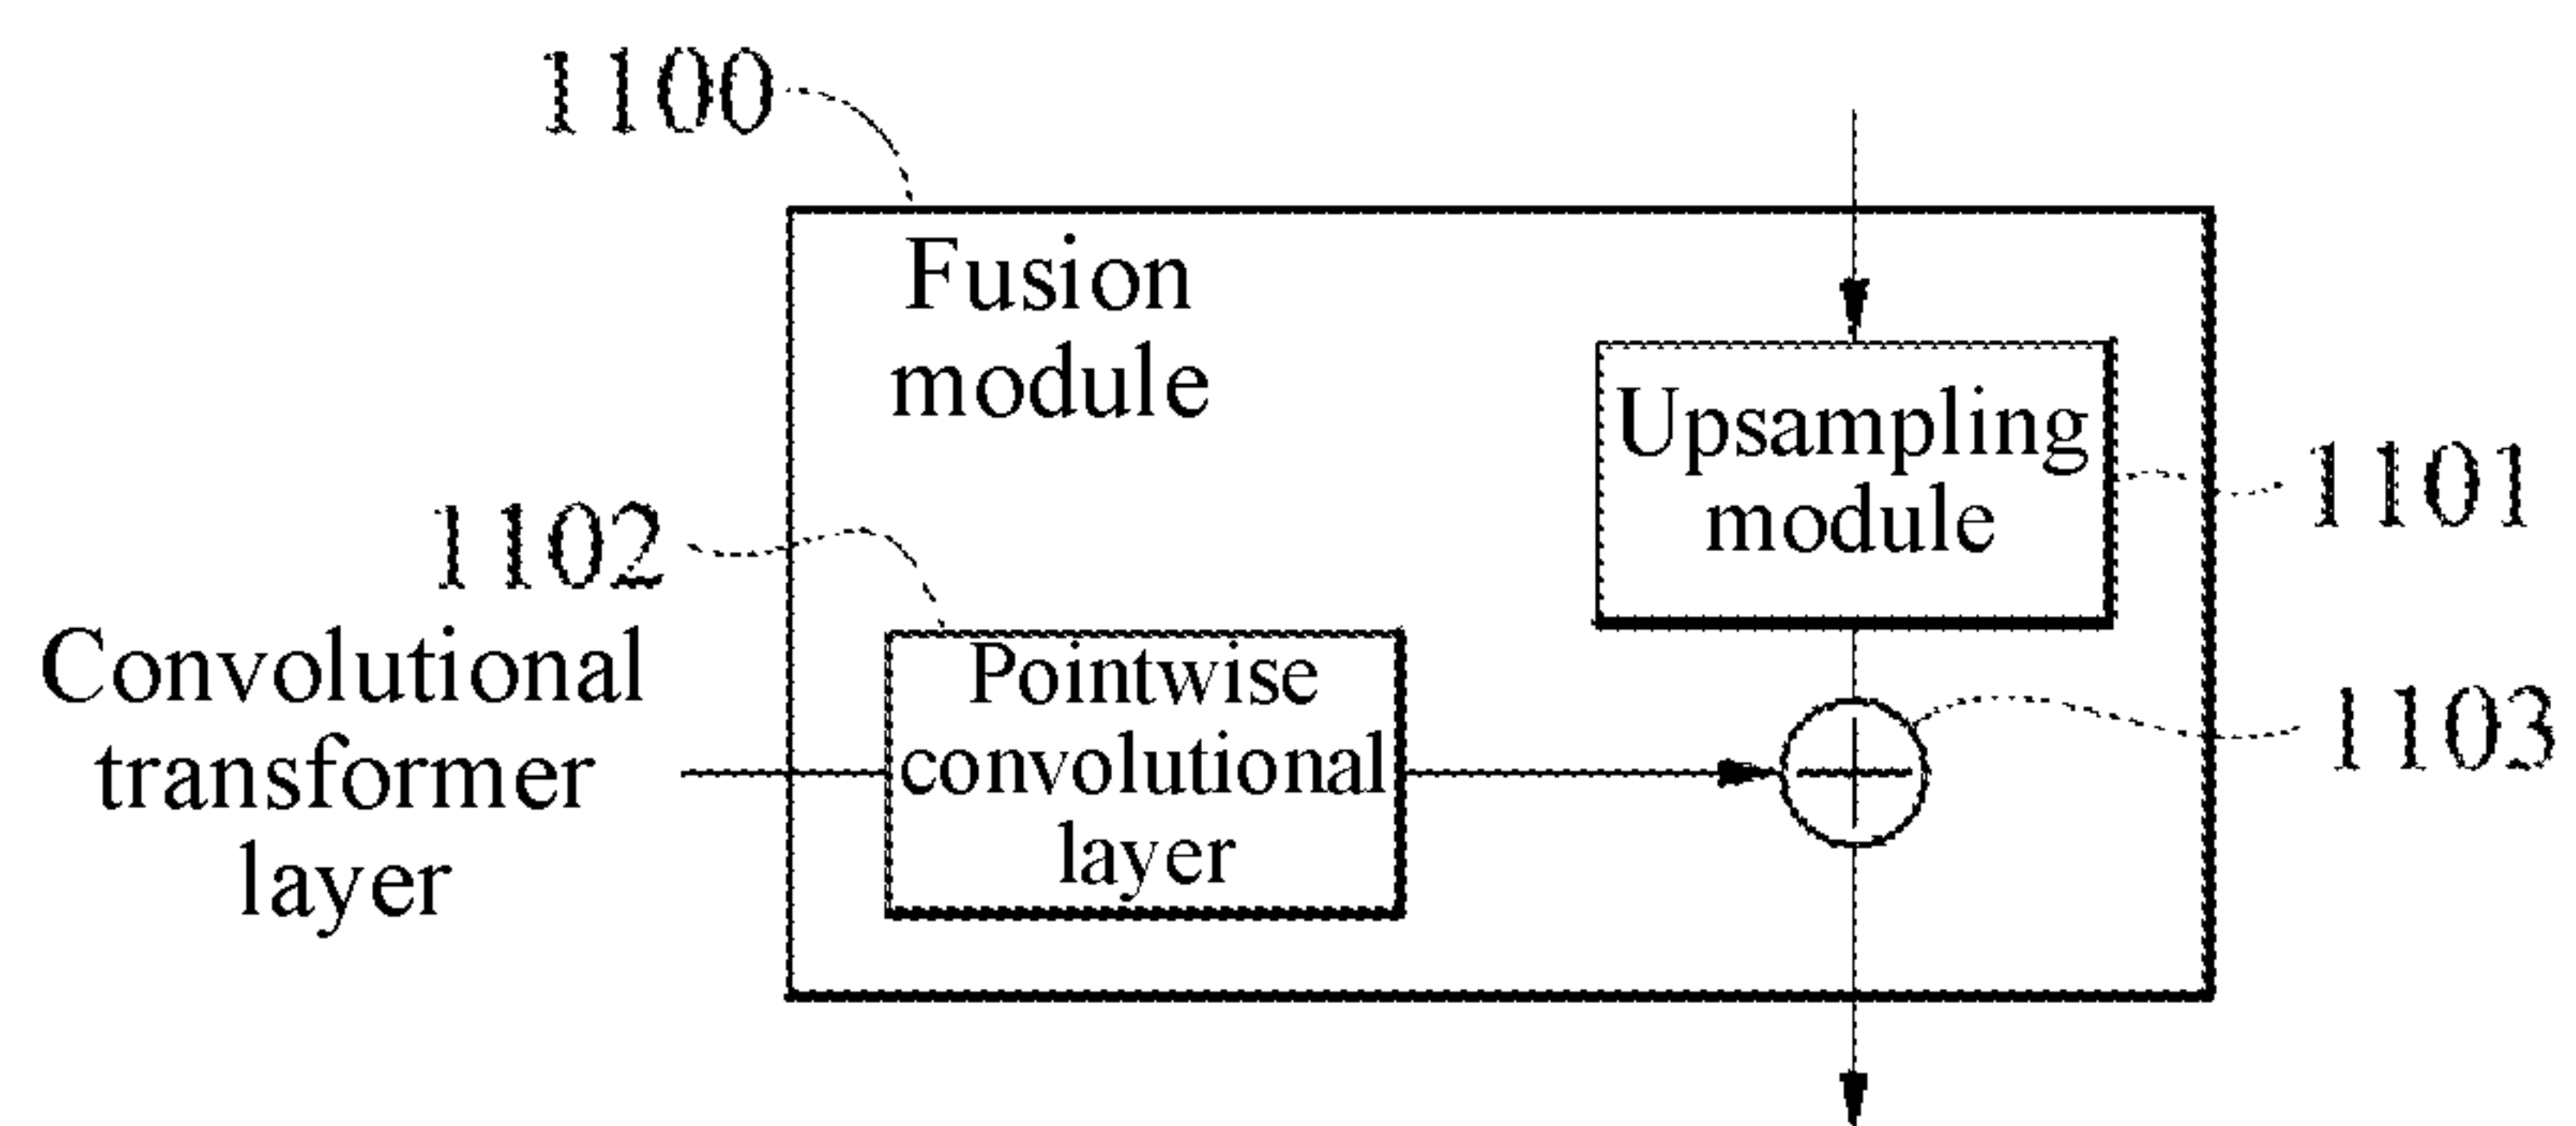 1100
Fusion
module
Upsampling
module
1101
1102
Convolutional
transformer
layer
Pointwise
convolutional
layer
1103